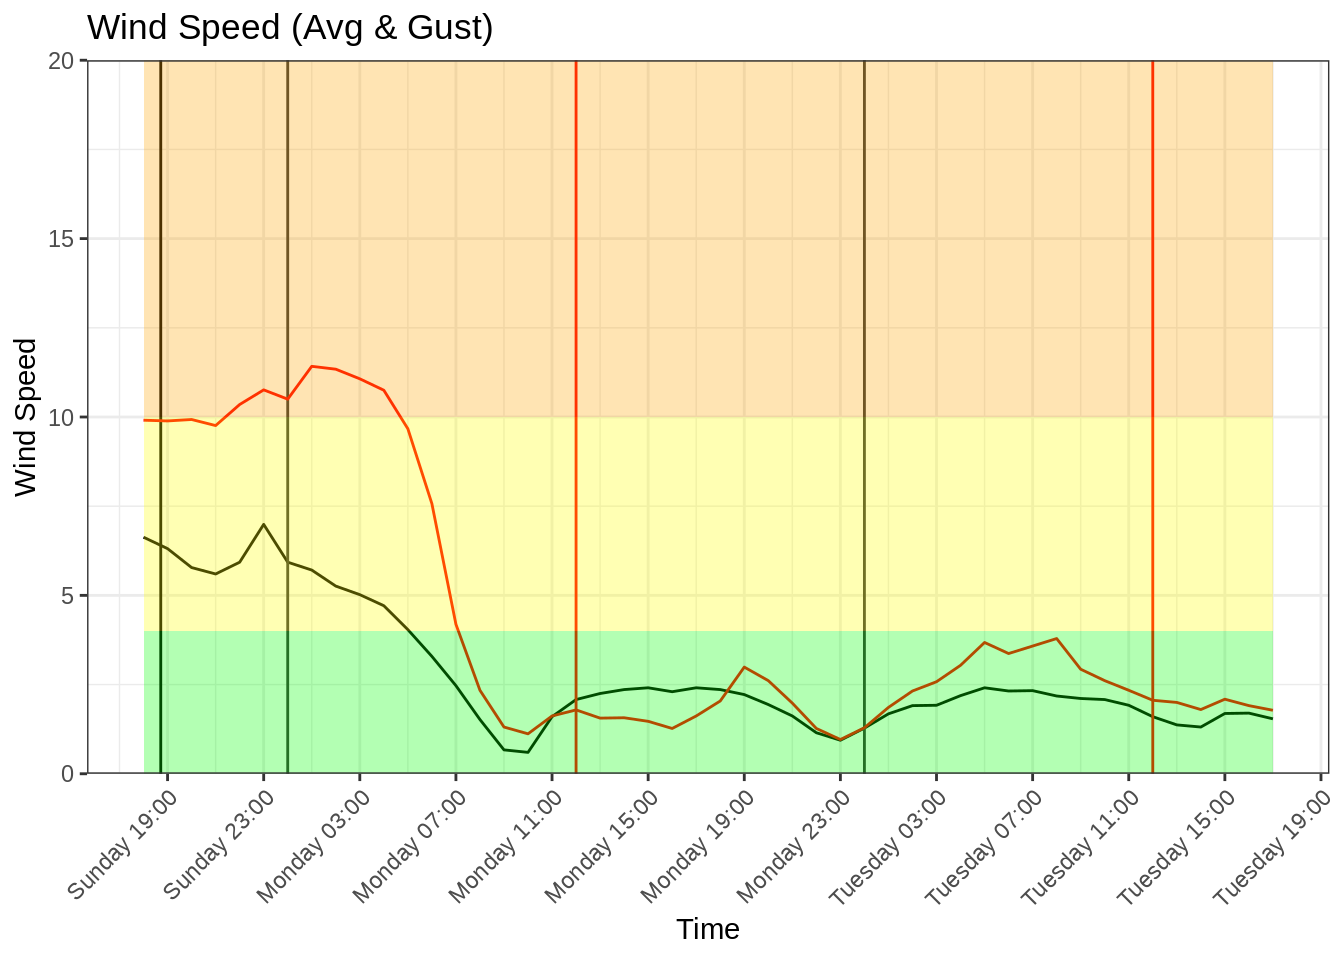 Wind Speed (Avg & Gust)
20
15
10
5
0
Wind Speed
Sunday 19:00
Sunday 23:00
Monday 03:00
Monday 07:00
Monday 11:00
Monday 15:00
Monday 19:00
Monday 23:00
Tuesday 03:00
Tuesday 07:00
Tuesday 11:00
Tuesday 15:00
Tuesday 19:00
Time